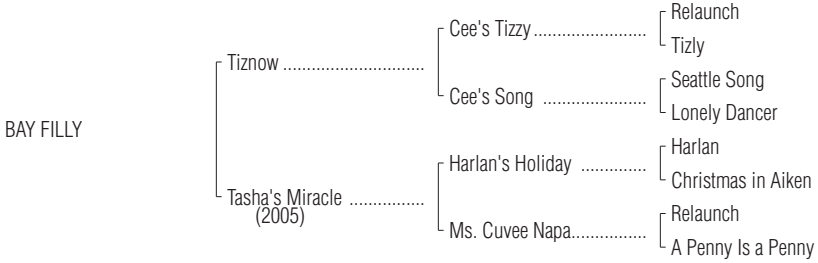 Relaunch
Cee's Tizzy ........................
Tizly
Tiznow ..............................
Seattle Song
Cee's Song ......................
Lonely Dancer
BAY FILLY
Harlan
Harlan's Holiday ..............
Christmas in Aiken
Tasha's Miracle ................
(2005)
Relaunch
Ms. Cuvee Napa................
A Penny Is a Penny